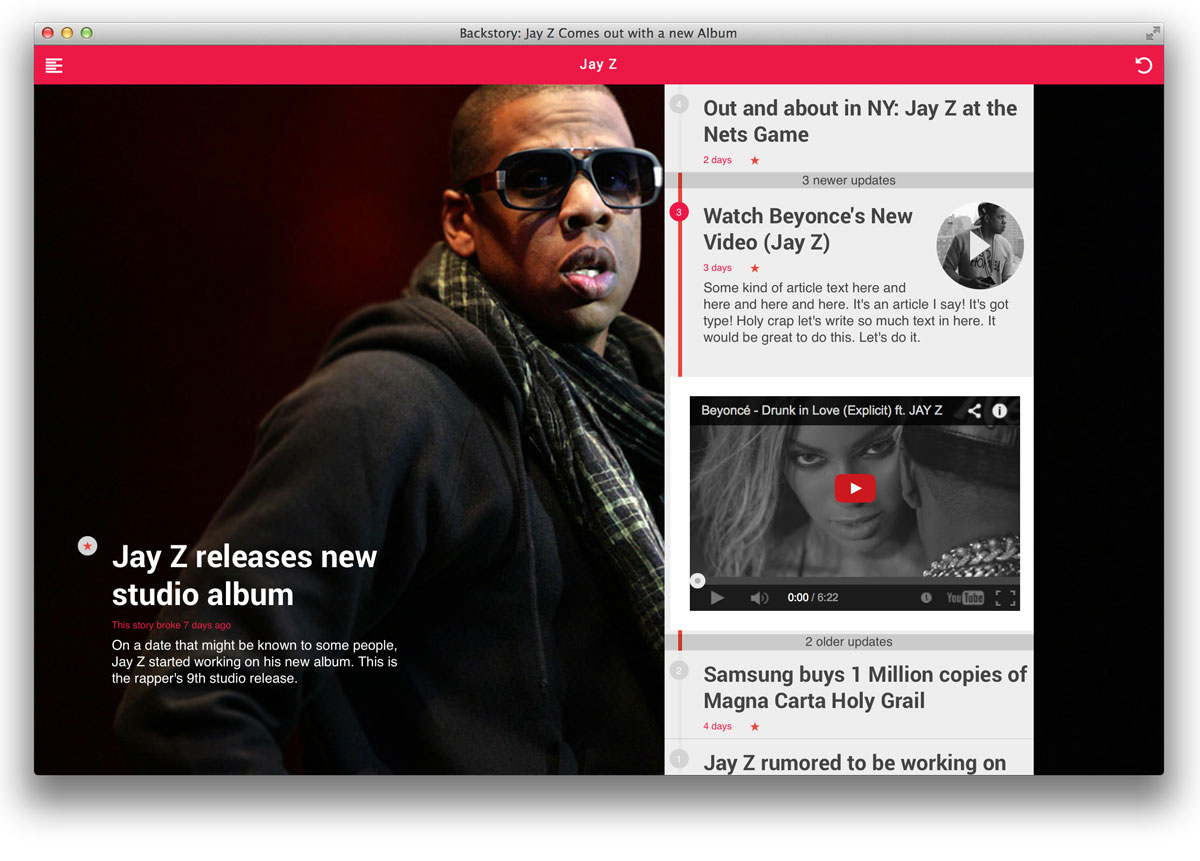 Backstory: Jay Z Comes out with a new Album
Jay Z
Jay Z releases new
studio album
This story broke 7 days ago
On a date that might be known to some people,
Jay Z started working on his new album. This is
the rapper's 9th studio release.
4
Out and about in NY: Jay Z at the
Nets Game
2 days
3 newer updates
3
Watch Beyonce's New
Video (Jay Z)
3 days
Some kind of article text here and
here and here and here. It's an article I say! It's got
type! Holy crap let's write so much text in here. It
would be great to do this. Let's do it.
Beyoncé - Drunk in Love (Explicit) ft. JAY Z
0:00 / 6:22
YouTube
2 older updates
2
Samsung buys 1 Million copies of
Magna Carta Holy Grail
4 days
1
Jay Z rumored to be working on